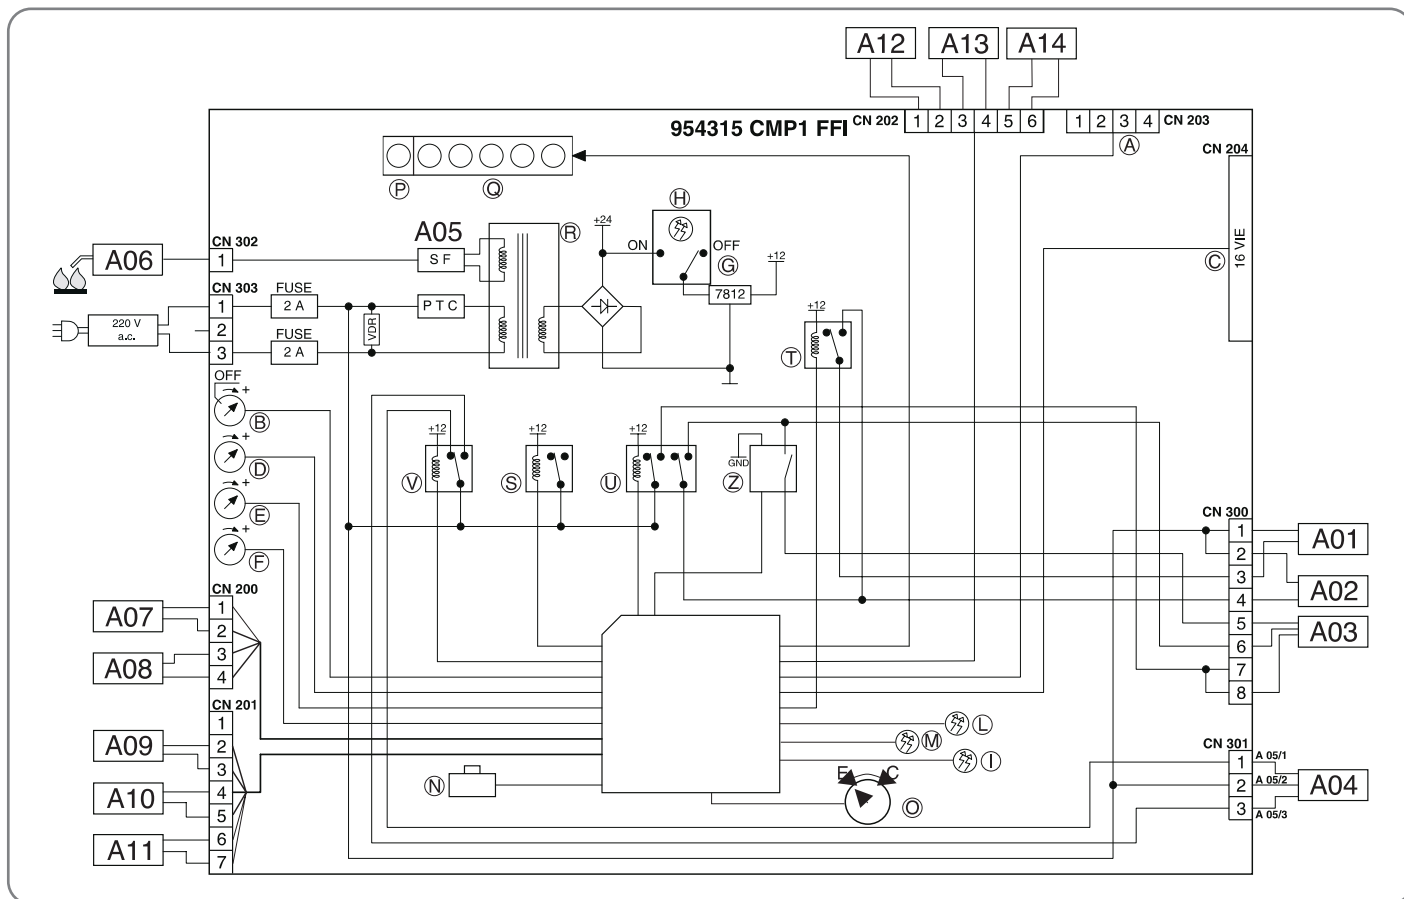 A12 A13 A14
954315 CMP1 FFI CN 202 1 2 3 4 5 6 1 2 3 4 CN 203
A
CN 204
P Q
H
16 VIE
C
A05 R +24
CN 302 ON OFF
A06 1 S F G +12
CN 303 FUSE 7812
220 V a.c. 1 2 A VDR P T C
2 FUSE
3 2 A
+12
T
OFF
+
B
+
D
+
E
+
F
+12 +12 +12 GND
V S U Z
CN 300
1 A01
2
3
4 A02
5
6 A03
7
8
CN 200
A07 1
2
A08 3
4
CN 201
1
A09 2
3
A10 4
5
A11 6
7
L
M
I
N
E C
O
CN 301
1 A 05/1
2 A 05/2 A04
3 A 05/3